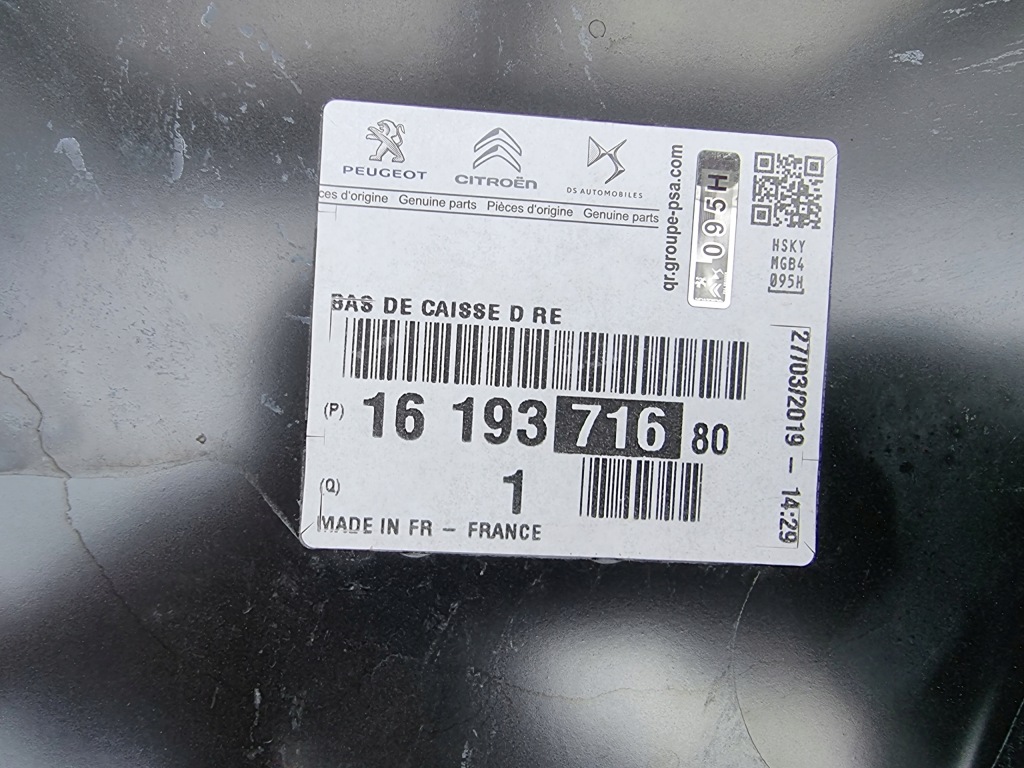 PEUGEOT
CITROËN
DS AUTOMOBILES
ces d'origine Genuine parts Pièces d'origine Genuine parts
qr.groupe-psa.com
095H
HSKY
MGB4
095H
BAS DE CAISSE D RE
(P) 16 193 716 80
(Q) 1
MADE IN FR – FRANCE
27/03/2019 – 14:29